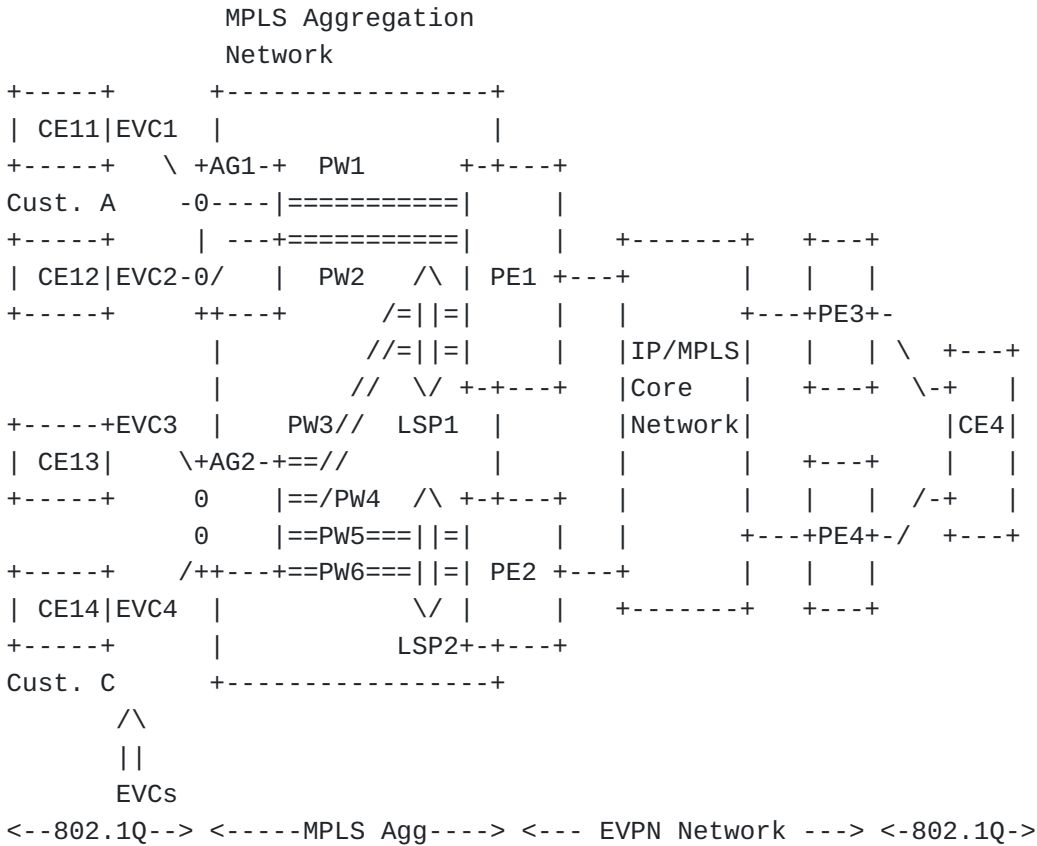 MPLS Aggregation
Network
+-----+      +-----------------+
| CE11|EVC1  |                 |
+-----+   \ +AG1-+  PW1      +-+---+
Cust. A    -0----|===========|     |
+-----+     | ---+===========|     |   +-------+   +---+
| CE12|EVC2-0/   |  PW2   /\ | PE1 +---+       |   |   |
+-----+     ++---+      /=||=|     |   |       +---+PE3+-
             |         //=||=|     |   |IP/MPLS|   |   | \  +---+
             |        //  \/ +-+---+   |Core   |   +---+  \-+   |
+-----+EVC3  |    PW3//  LSP1  |       |Network|            |CE4|
| CE13|    \+AG2-+==//         |       |       |   +---+    |   |
+-----+     0    |==/PW4  /\ +-+---+   |       |   |   |  /-+   |
            0    |==PW5===||=|     |   |       +---+PE4+-/  +---+
+-----+    /++---+==PW6===||=| PE2 +---+       |   |   |
| CE14|EVC4  |            \/ |     |   +-------+   +---+
+-----+      |           LSP2+-+---+
Cust. C      +-----------------+
/\
||
EVCs
<--802.1Q--> <-----MPLS Agg----> <--- EVPN Network ---> <-802.1Q->